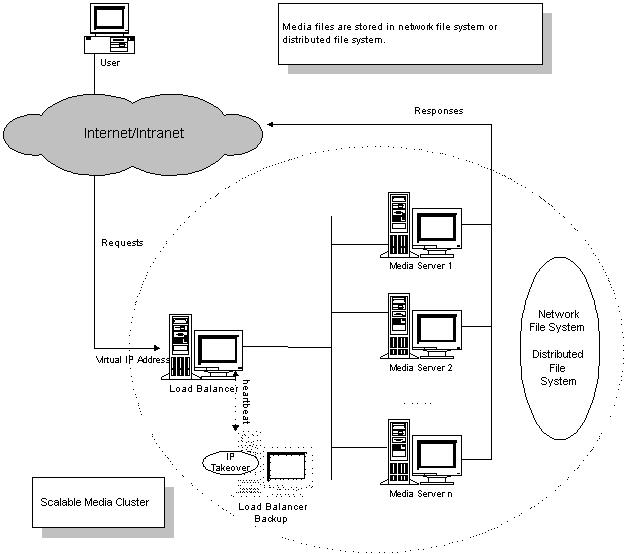 Media files are stored in network file system or
distributed file system.
User
Internet/Intranet
Responses
Requests
Media Server 1
Virtual IP Address
Load Balancer
Media Server 2
Network
File System
Distributed
File
System
heartbeat
.....
IP
Takeover
Media Server n
Load Balancer
Backup
Scalable Media Cluster